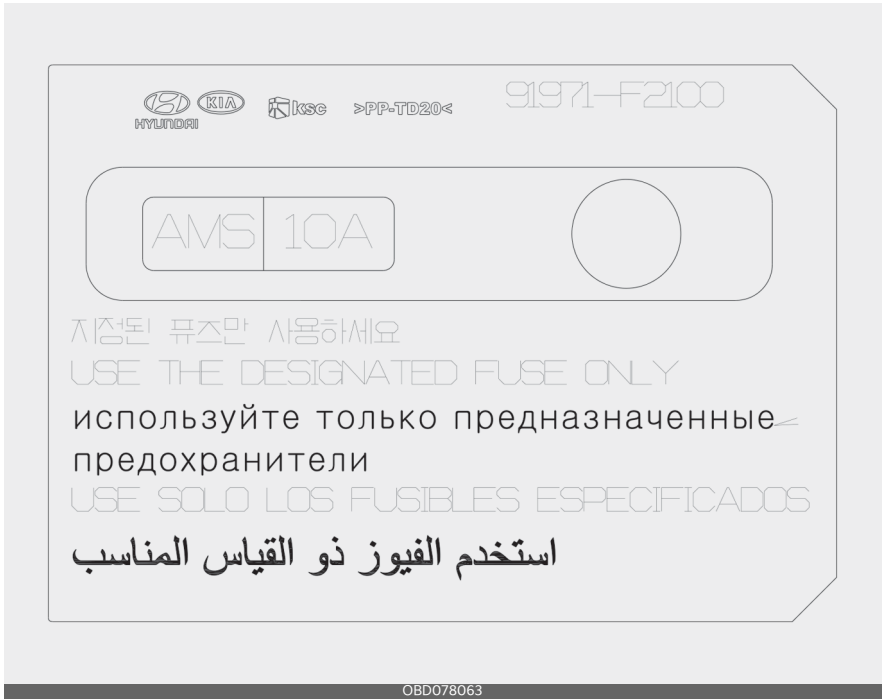 HYUNDAI KIA ksc >PP-TD20< 91971-F2100
AMS 10A
지정된 퓨즈만 사용하세요
USE THE DESIGNATED FUSE ONLY
используйте только предназначенные
предохранители
USE SOLO LOS FUSIBLES ESPECIFICADOS
استخدم الفيوز ذو القياس المناسب
OBD078063